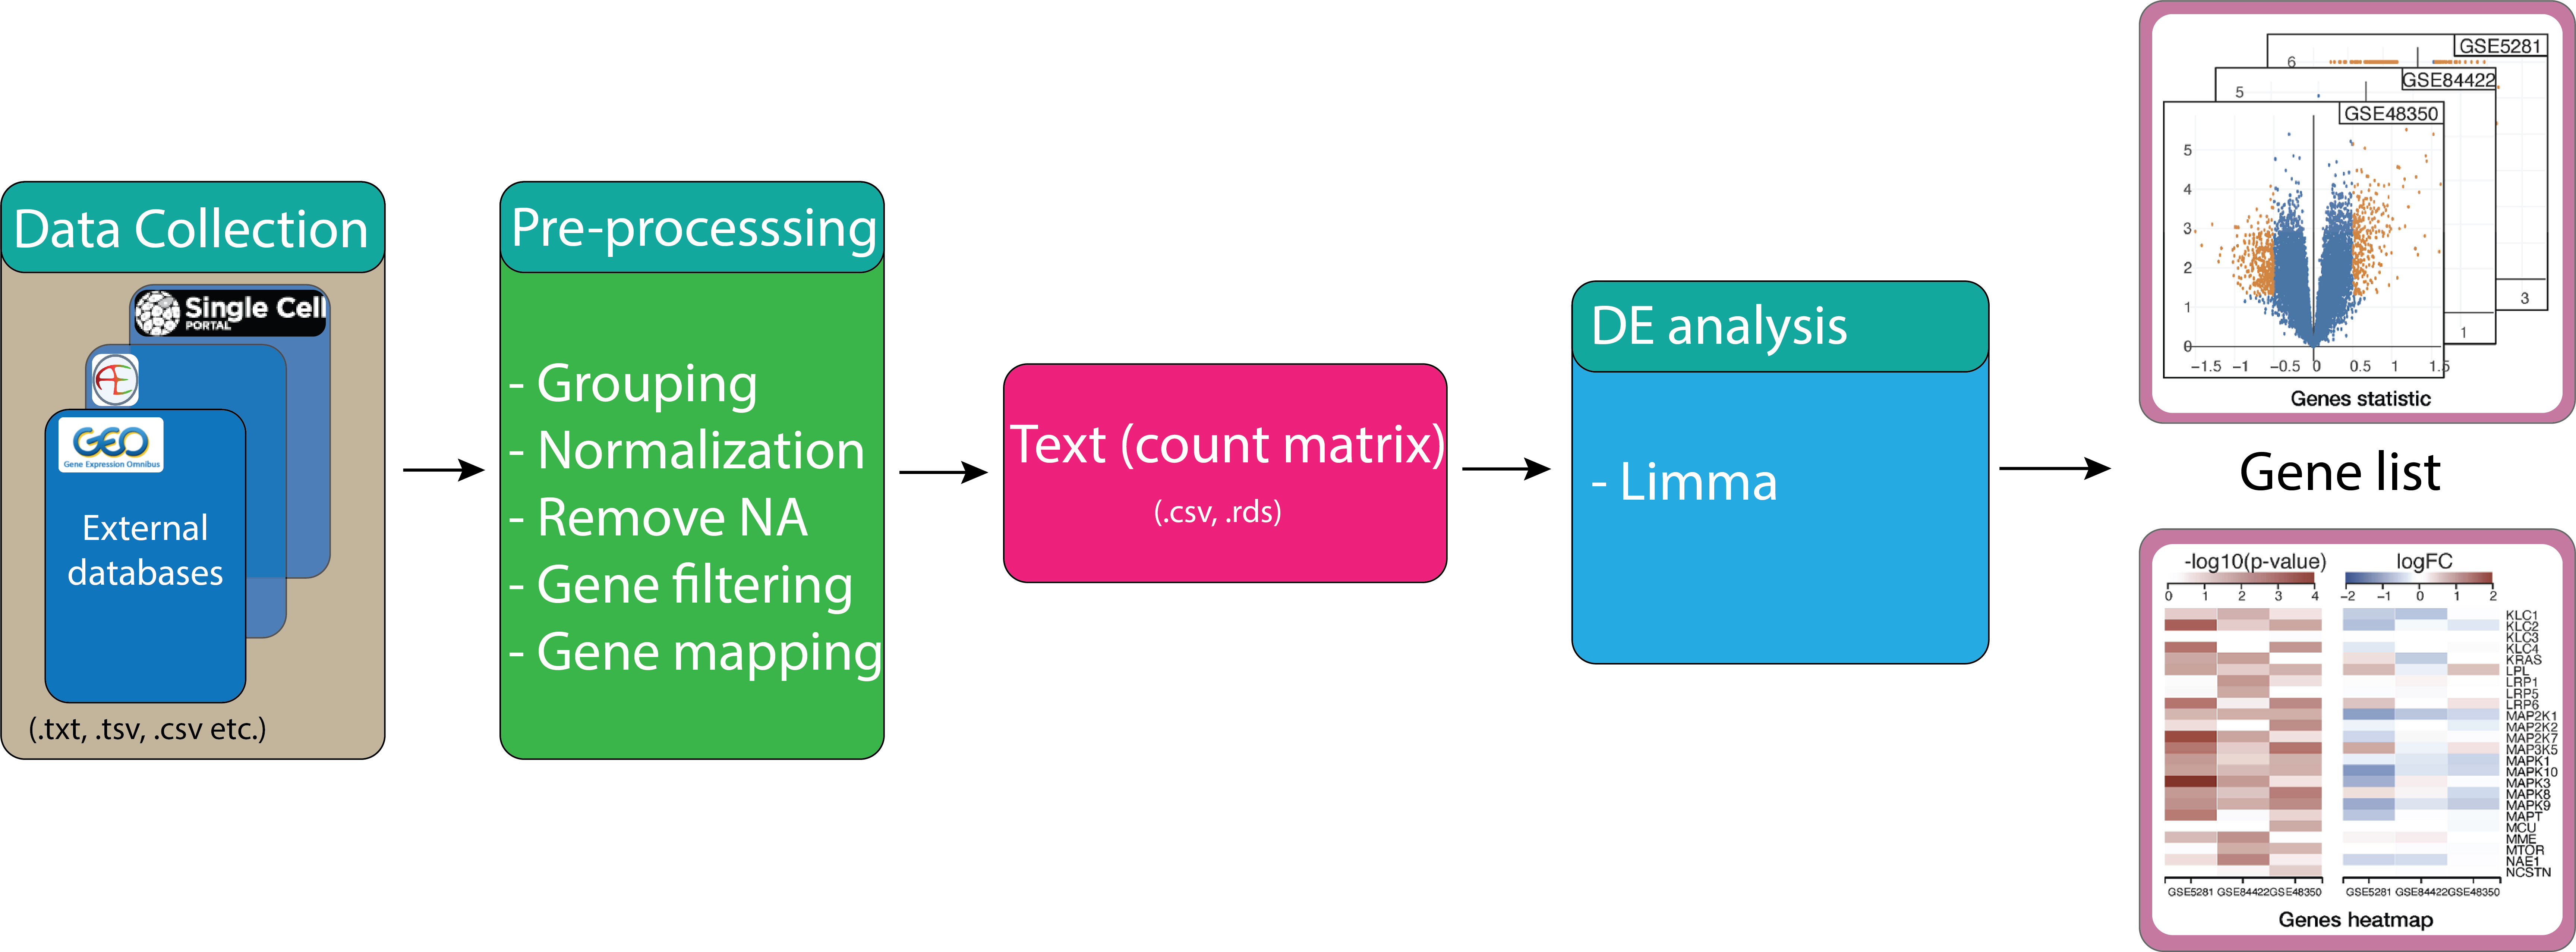 Data Collection
Single Cell
PORTAL
GEO
Gene Expression Omnibus
External
databases
(.txt, .tsv, .csv etc.)
Pre-processsing
- Grouping
- Normalization
- Remove NA
- Gene filtering
- Gene mapping
Text (count matrix)
(.csv, .rds)
DE analysis
- Limma
GSE5281
6
GSE84422
5
GSE48350
5
4
3
2
1
0
3
1
−1.5 −1 −0.5 0 0.5 1 1.5
Genes statistic
Gene list
-log10(p-value) logFC
0 1 2 3 4 −2 −1 0 1 2
KLC1
KLC2
KLC3
KLC4
KRAS
LPL
LRP1
LRP5
LRP6
MAP2K1
MAP2K2
MAP2K7
MAP3K5
MAPK1
MAPK10
MAPK3
MAPK8
MAPK9
MAPT
MCU
MME
MTOR
NAE1
NCSTN
GSE5281 GSE84422 GSE48350 GSE5281 GSE84422 GSE48350
Genes heatmap